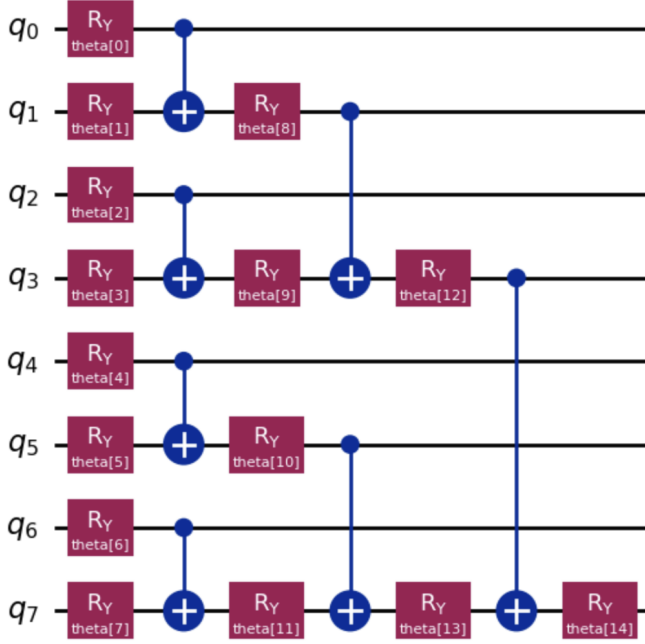 q0 RY theta[0]
q1 RY theta[1] RY theta[8]
q2 RY theta[2]
q3 RY theta[3] RY theta[9] RY theta[12]
q4 RY theta[4]
q5 RY theta[5] RY theta[10]
q6 RY theta[6]
q7 RY theta[7] RY theta[11] RY theta[13] RY theta[14]